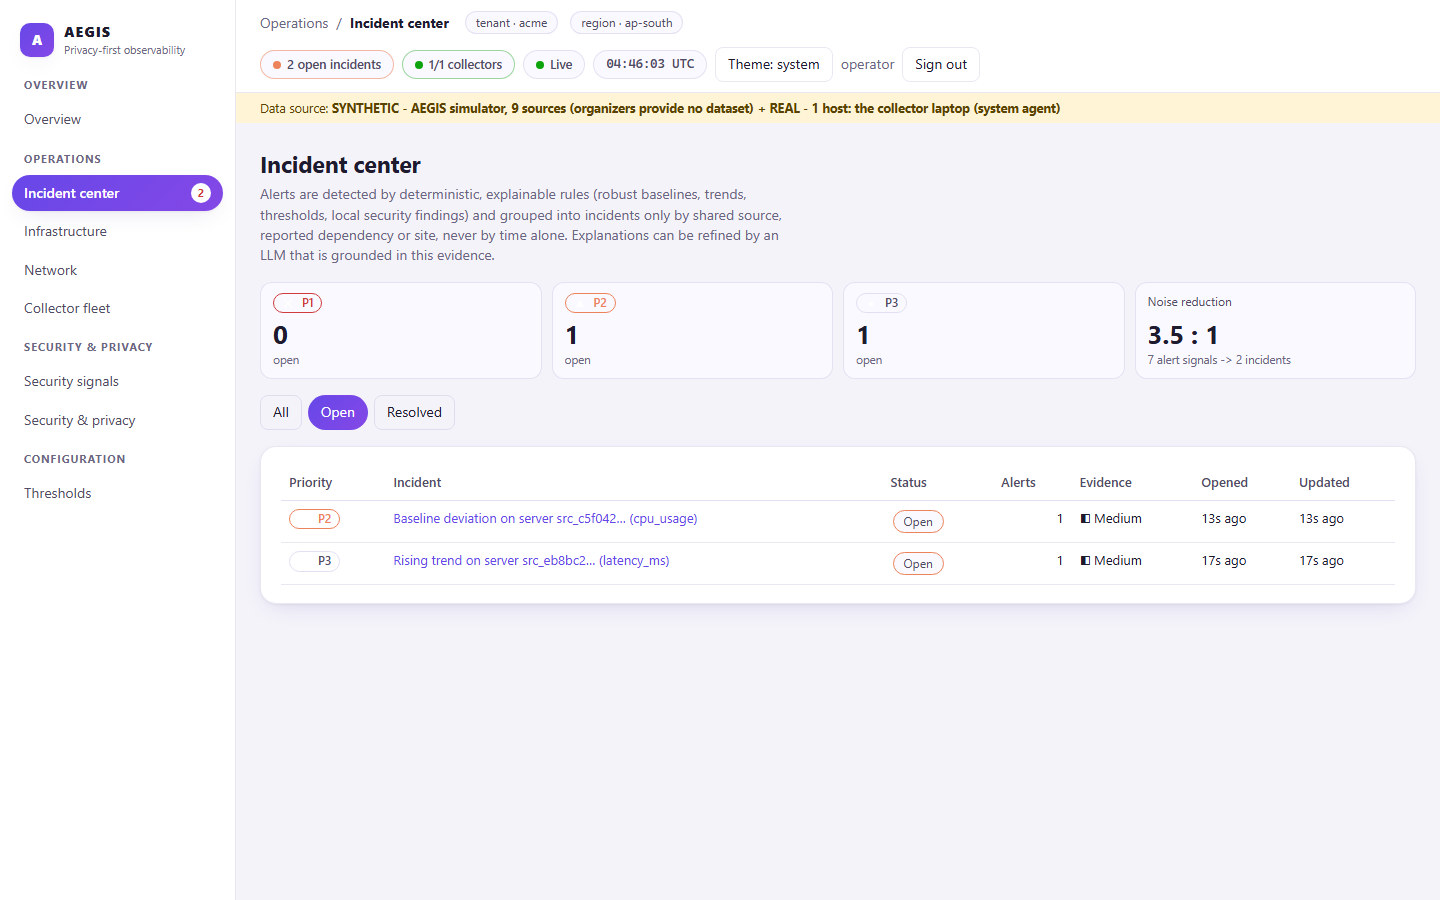 A
AEGIS
Privacy-first observability
OVERVIEW
Overview
OPERATIONS
Incident center 2
Infrastructure
Network
Collector fleet
SECURITY & PRIVACY
Security signals
Security & privacy
CONFIGURATION
Thresholds
Operations / Incident center tenant · acme region · ap-south
2 open incidents 1/1 collectors Live 04:46:03 UTC Theme: system operator Sign out
Data source: SYNTHETIC - AEGIS simulator, 9 sources (organizers provide no dataset) + REAL - 1 host: the collector laptop (system agent)
Incident center
Alerts are detected by deterministic, explainable rules (robust baselines, trends,
thresholds, local security findings) and grouped into incidents only by shared source,
reported dependency or site, never by time alone. Explanations can be refined by an
LLM that is grounded in this evidence.
P1
0
open
P2
1
open
P3
1
open
Noise reduction
3.5 : 1
7 alert signals -> 2 incidents
All Open Resolved
Priority Incident Status Alerts Evidence Opened Updated
P2 Baseline deviation on server src_c5f042... (cpu_usage) Open 1 Medium 13s ago 13s ago
P3 Rising trend on server src_eb8bc2... (latency_ms) Open 1 Medium 17s ago 17s ago